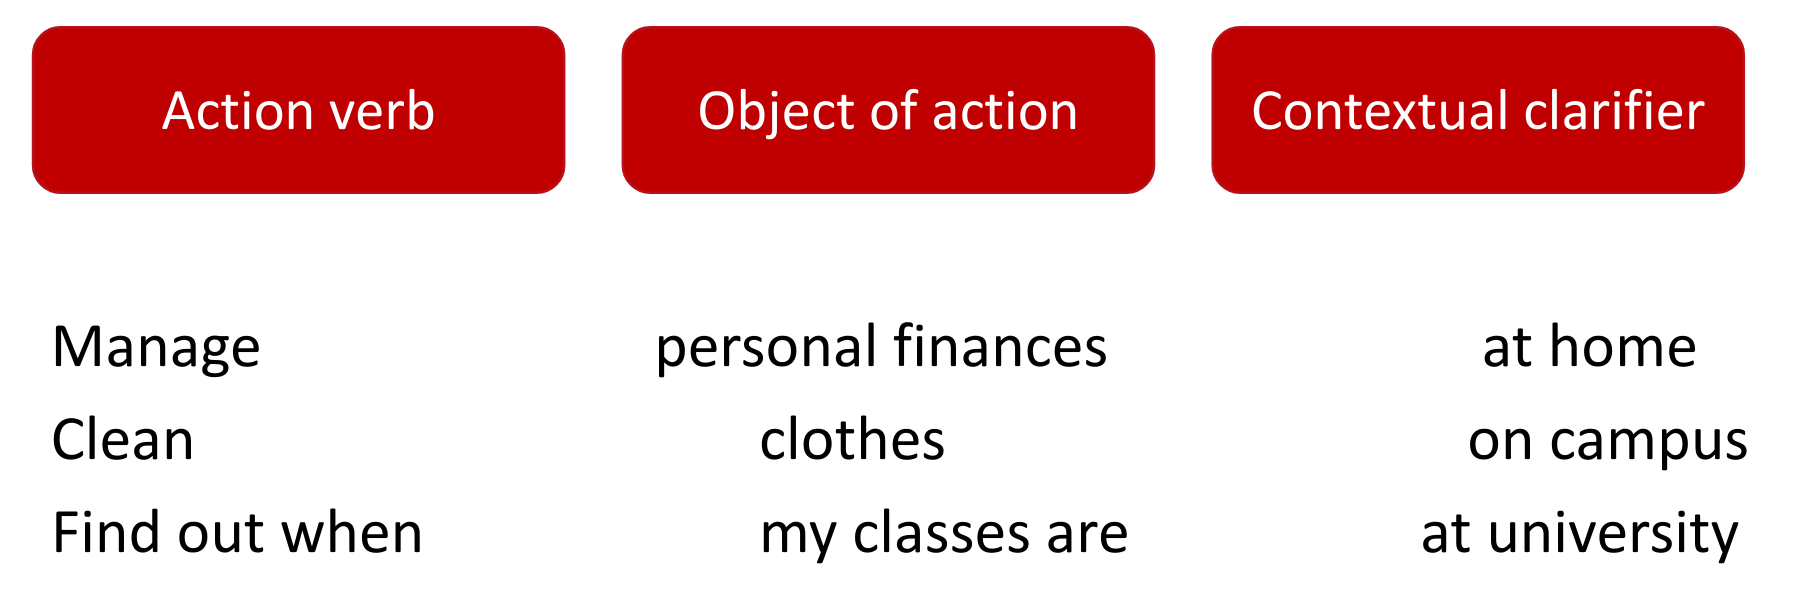 Action verb Object of action Contextual clarifier
Manage personal finances at home
Clean clothes on campus
Find out when my classes are at university